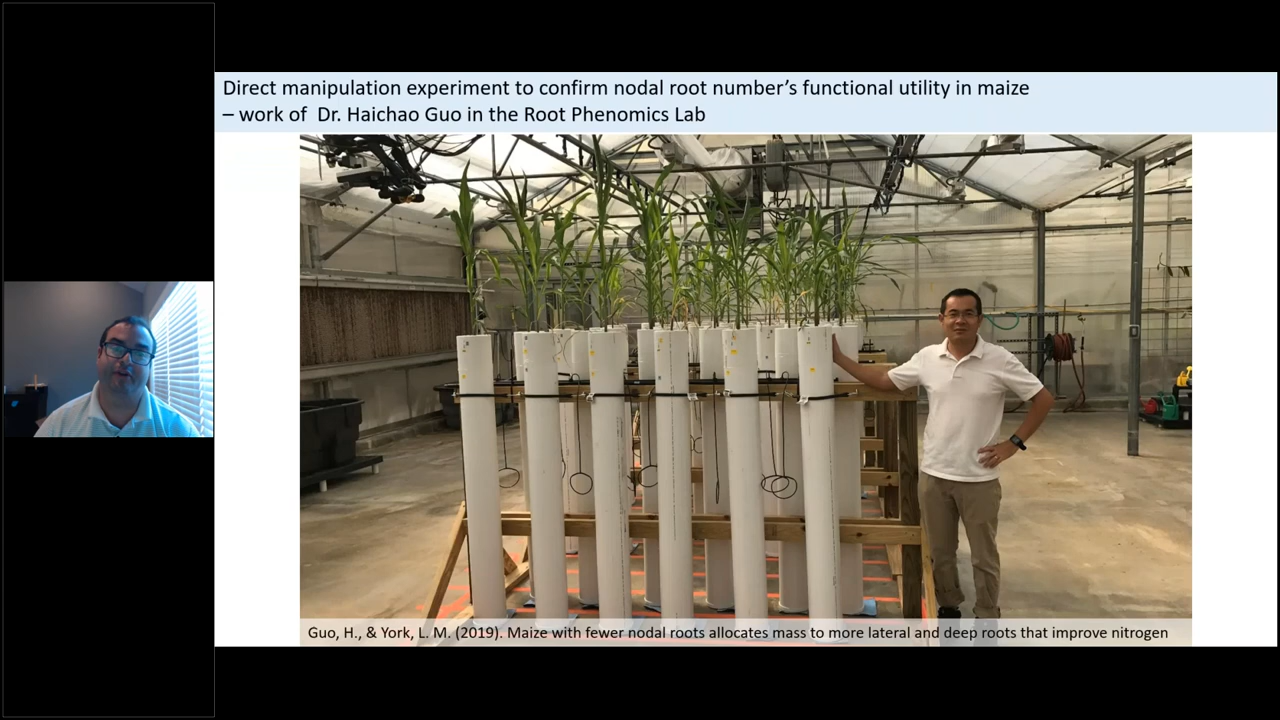 Direct manipulation experiment to confirm nodal root number’s functional utility in maize
– work of  Dr. Haichao Guo in the Root Phenomics Lab
Guo, H., & York, L. M. (2019). Maize with fewer nodal roots allocates mass to more lateral and deep roots that improve nitrogen